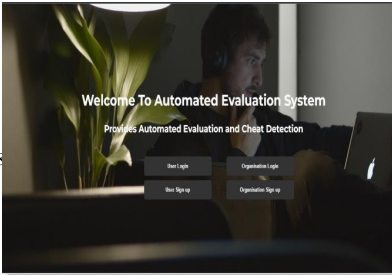 Welcome To Automated Evaluation System
Provides Automated Evaluation and Cheat Detection
User Login
Organisation Login
User Sign up
Organisation Sign up